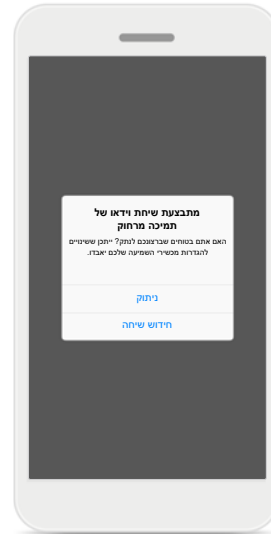 מתבצעת שיחת וידאו של
תמיכה מרחוק
האם אתם בטוחים שברצונכם לנתק? ייתכן ששינויים
להגדרות מכשירי השמיעה שלכם יאבדו.
ניתוק
חידוש שיחה